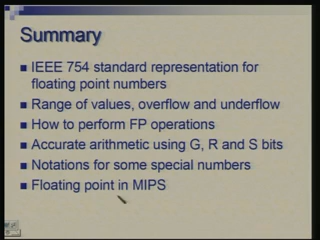 Summary
IEEE 754 standard representation for
floating point numbers
Range of values, overflow and underflow
How to perform FP operations
Accurate arithmetic using G, R and S bits
Notations for some special numbers
Floating point in MIPS